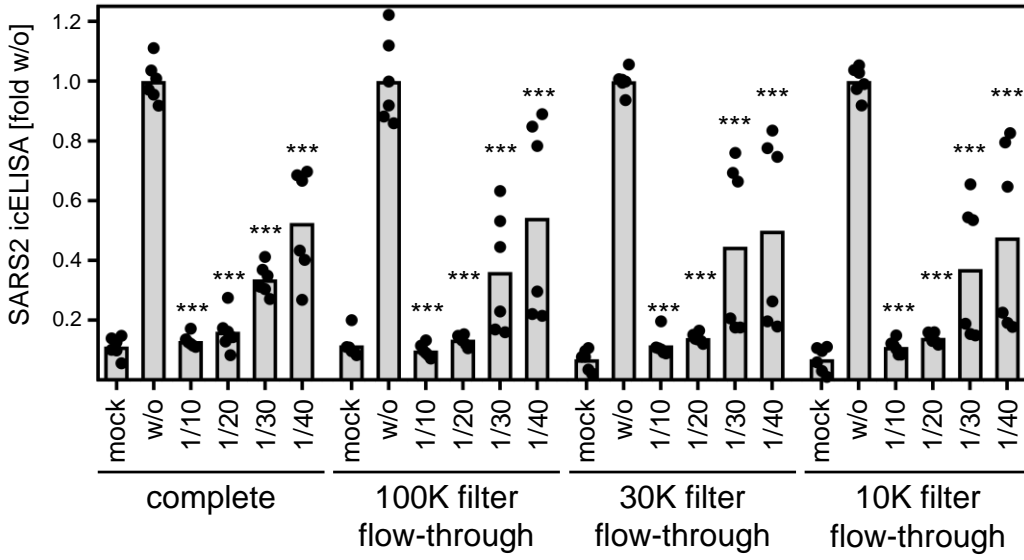 SARS2 icELISA [fold w/o]
1.2
1.0
0.8
0.6
0.4
0.2
*** *** *** ***
*** *** *** ***
*** *** *** ***
*** *** *** ***
mock w/o 1/10 1/20 1/30 1/40
mock w/o 1/10 1/20 1/30 1/40
mock w/o 1/10 1/20 1/30 1/40
mock w/o 1/10 1/20 1/30 1/40
complete
100K filter
flow-through
30K filter
flow-through
10K filter
flow-through